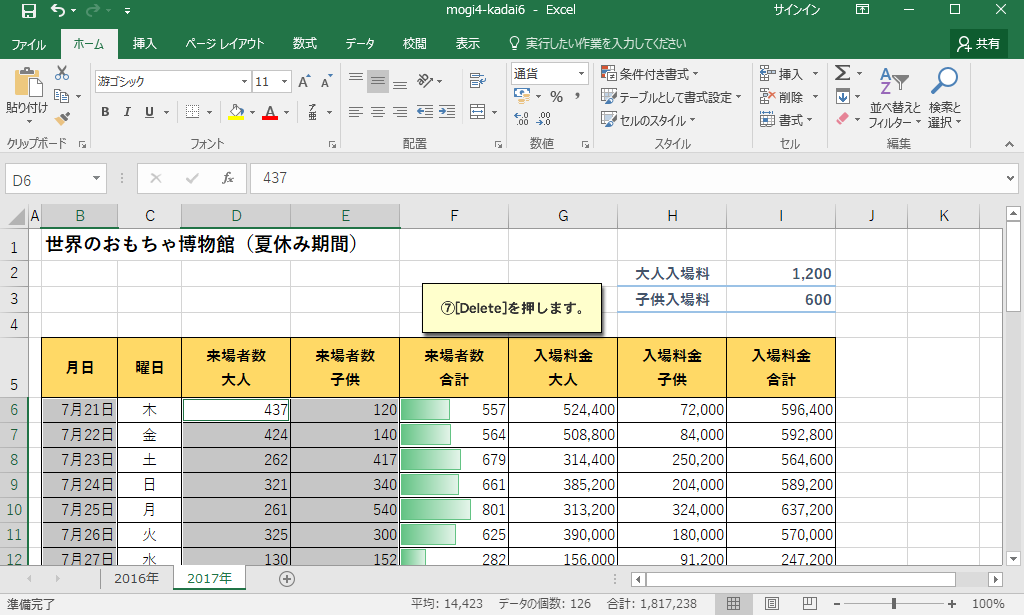 mogi4-kadai6 - Excel
サインイン
ファイル ホーム 挿入 ページ レイアウト 数式 データ 校閲 表示 実行したい作業を入力してください 共有
貼り付け
游ゴシック 11
B I U
通貨
条件付き書式
テーブルとして書式設定
セルのスタイル
挿入
削除
書式
並べ替えと
フィルター
検索と
選択
クリップボード フォント 配置 数値 スタイル セル 編集
D6 fx 437
A B C D E F G H I J K
1 世界のおもちゃ博物館（夏休み期間）
2 大人入場料 1,200
3 子供入場料 600
4
⑦[Delete]を押します。
5 月日 曜日 来場者数 大人 来場者数 子供 来場者数 合計 入場料金 大人 入場料金 子供 入場料金 合計
6 7月21日 木 437 120 557 524,400 72,000 596,400
7 7月22日 金 424 140 564 508,800 84,000 592,800
8 7月23日 土 262 417 679 314,400 250,200 564,600
9 7月24日 日 321 340 661 385,200 204,000 589,200
10 7月25日 月 261 540 801 313,200 324,000 637,200
11 7月26日 火 325 300 625 390,000 180,000 570,000
12 7月27日 水 130 152 282 156,000 91,200 247,200
2016年 2017年
準備完了 平均: 14,423 データの個数: 126 合計: 1,817,238 100%